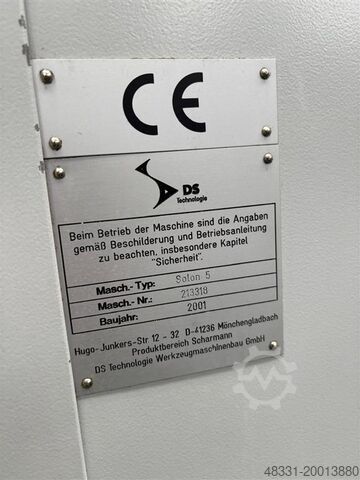 CE
DS
Technologie
Beim Betrieb der Maschine sind die Angaben
gemäß Beschilderung und Betriebsanleitung
zu beachten, insbesondere Kapitel
"Sicherheit".
Masch.-Typ: Solon 5
Masch.-Nr.: 213318
Baujahr: 2001
Hugo-Junkers-Str 12 - 32 D-41236 Mönchengladbach
Produktbereich Scharmann
DS Technologie Werkzeugmaschinenbau GmbH
48331-20013880